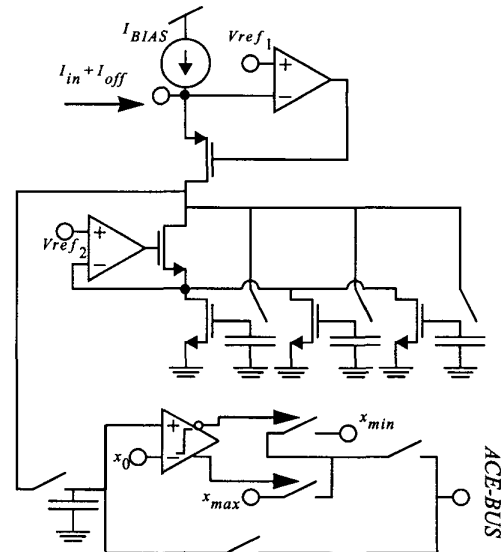 I_BIAS
Vref_1
+
−
I_in + I_off
Vref_2
+
−
+
−
x_0
x_min
x_max
ACE-BUS